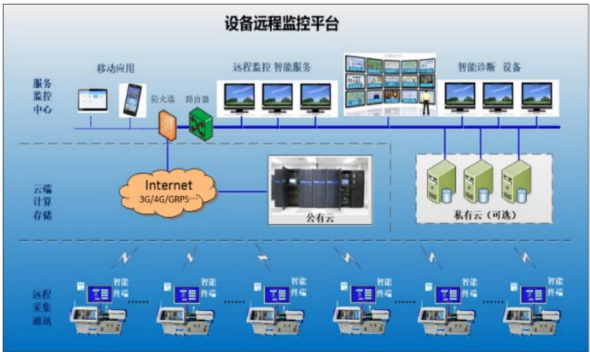 设备远程监控平台
移动应用
远程监控 智能服务
智能诊断 设备
服务
监控
中心
防火墙
路由器
Internet
3G/4G/GRPS…
公有云
私有云（可选）
云端
计算
存储
远程
采集
通讯
智能
终端
......
智能
终端
......
智能
终端
智能
终端
......
智能
终端
......
智能
终端